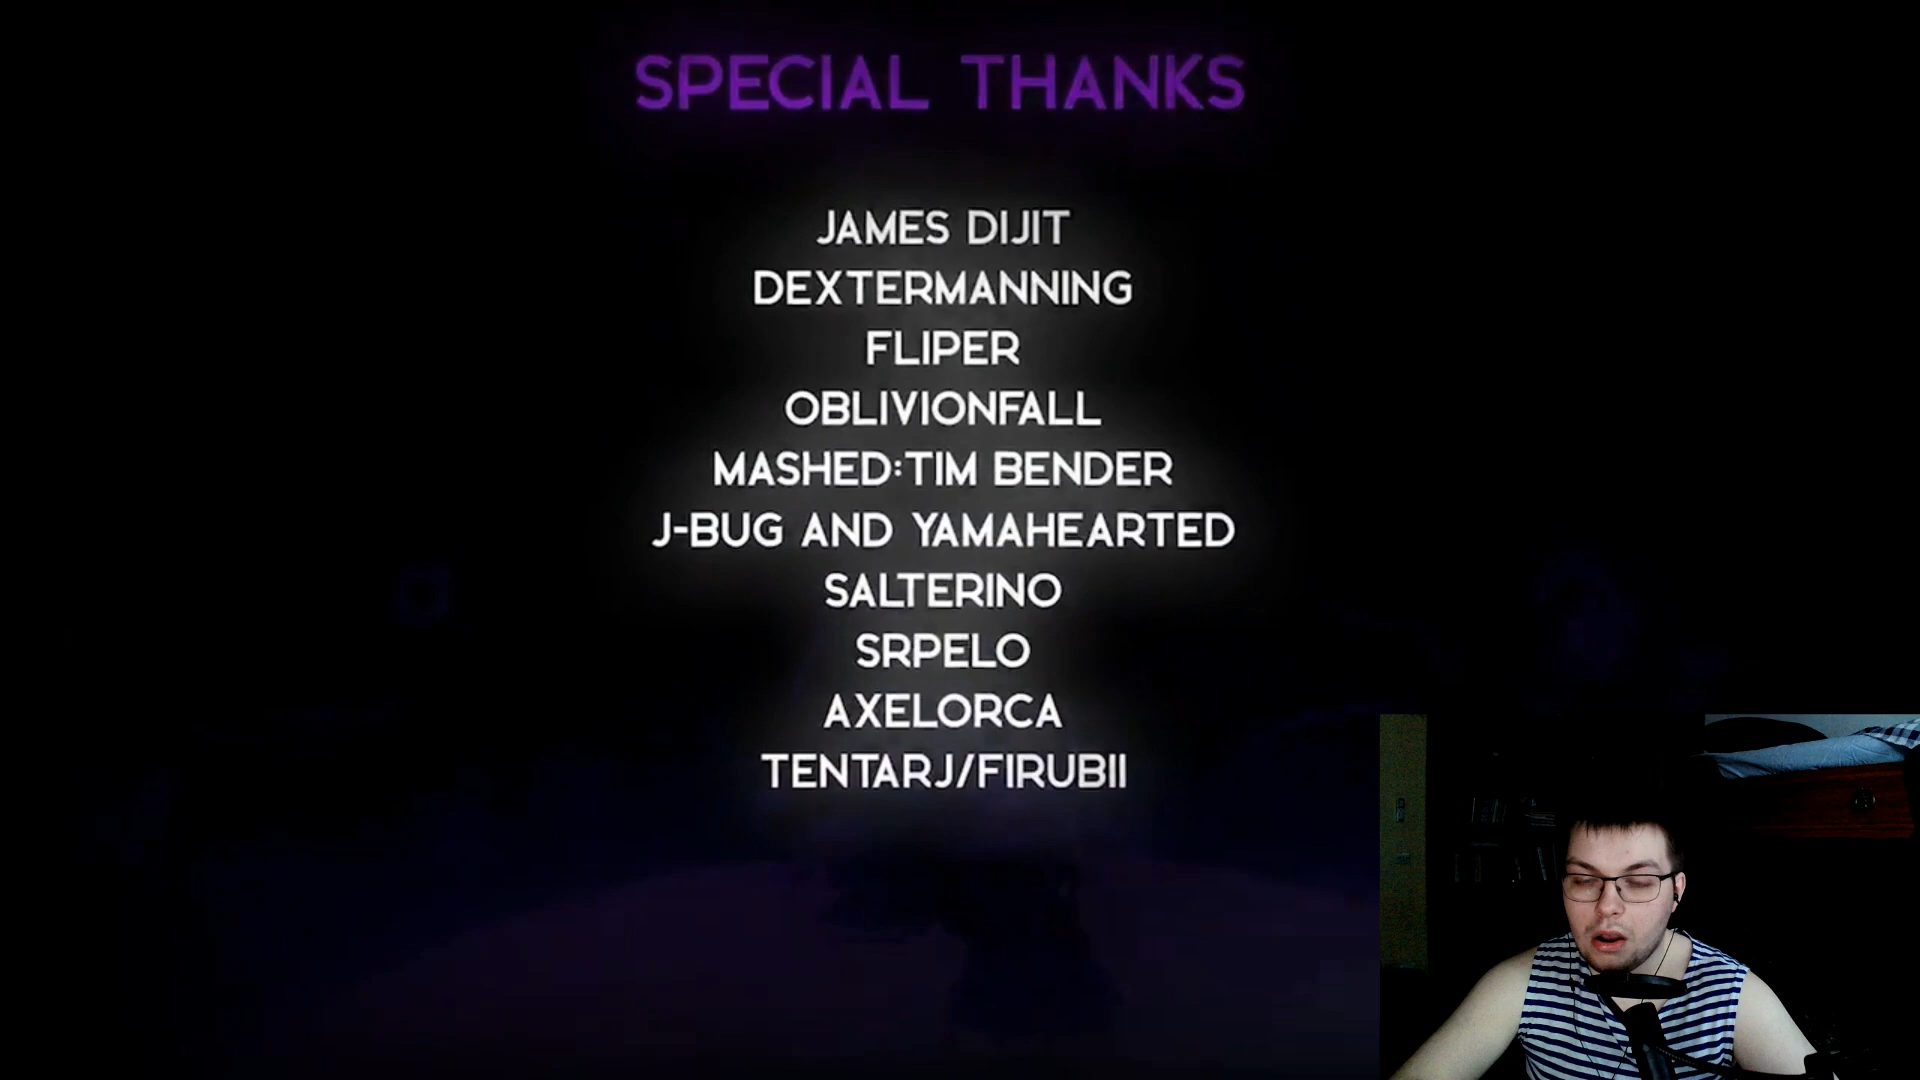 SPECIAL THANKS
JAMES DIJIT
DEXTERMANNING
FLIPER
OBLIVIONFALL
MASHED:TIM BENDER
J-BUG AND YAMAHEARTED
SALTERINO
SRPELO
AXELORCA
TENTARJ/FIRUBII